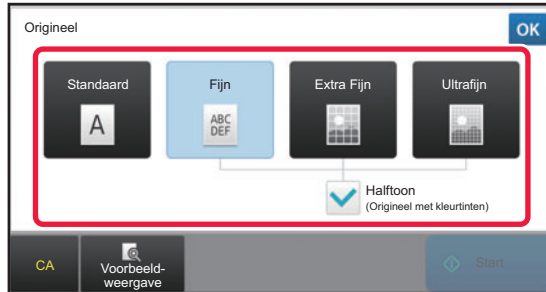 Origineel
OK
Standaard
Fijn
Extra Fijn
Ultrafijn
A
ABC
DEF
Halftoon
(Origineel met kleurtinten)
CA
Voorbeeld-
weergave
Start